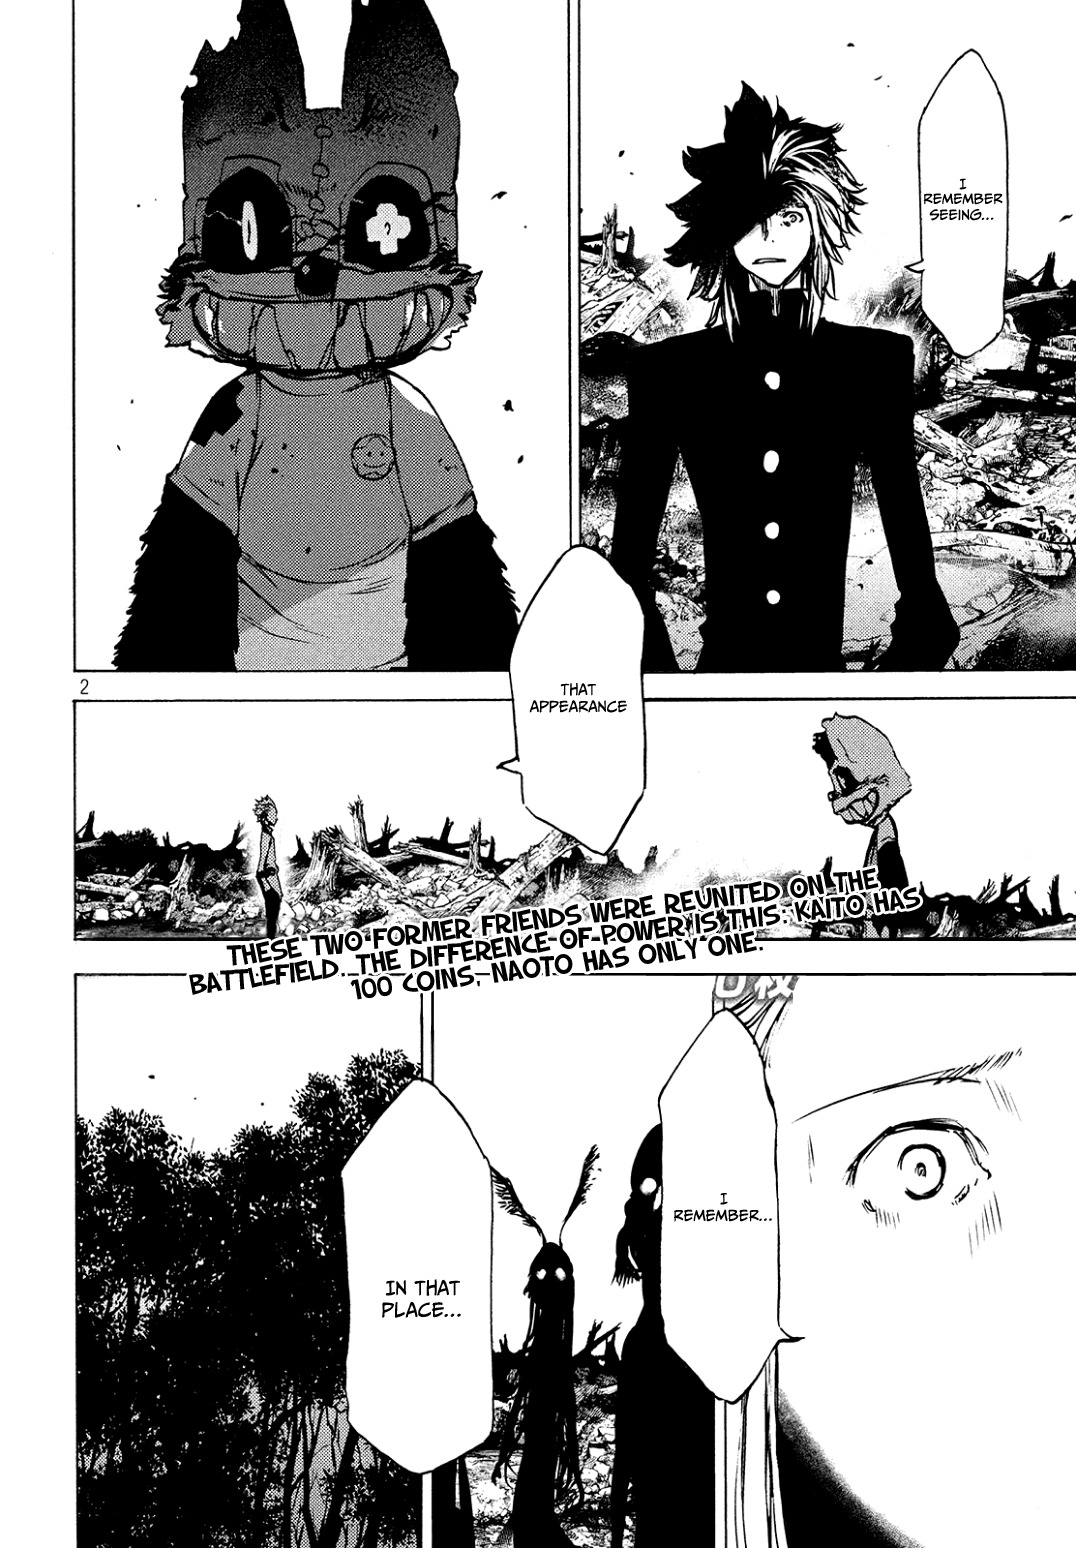 I
REMEMBER
SEEING...
THAT
APPEARANCE
2
THESE TWO FORMER FRIENDS WERE REUNITED ON THE
BATTLEFIELD. THE DIFFERENCE OF POWER IS THIS: KAITO HAS
100 COINS, NAOTO HAS ONLY ONE.
I
REMEMBER...
IN THAT
PLACE...